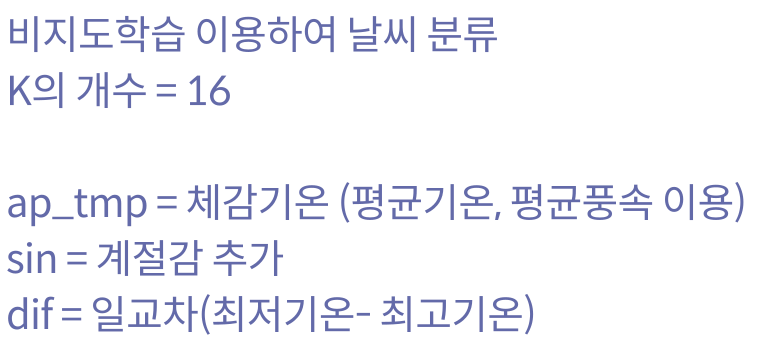 비지도학습 이용하여 날씨 분류
K의 개수 = 16
ap_tmp = 체감기온 (평균기온, 평균풍속 이용)
sin = 계절감 추가
dif = 일교차(최저기온- 최고기온)